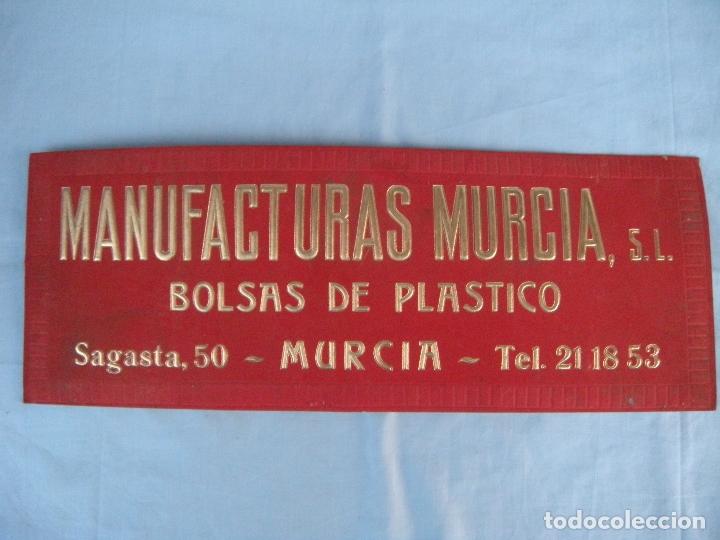 MANUFACTURAS MURCIA, S.L.
BOLSAS DE PLASTICO
Sagasta, 50 ~ MURCIA ~ Tel. 21 18 53
todocoleccion